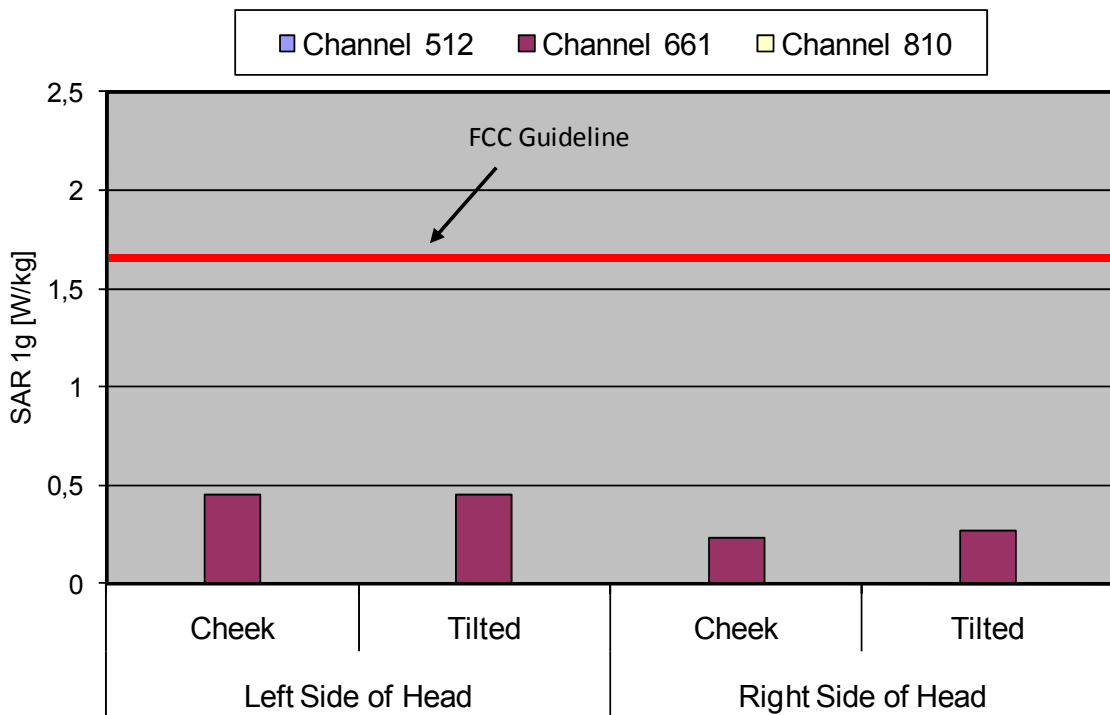 Channel 512 Channel 661 Channel 810
2,5
FCC Guideline
2
1,5
SAR 1g [W/kg]
1
0,5
0
Cheek Tilted Cheek Tilted
Left Side of Head Right Side of Head